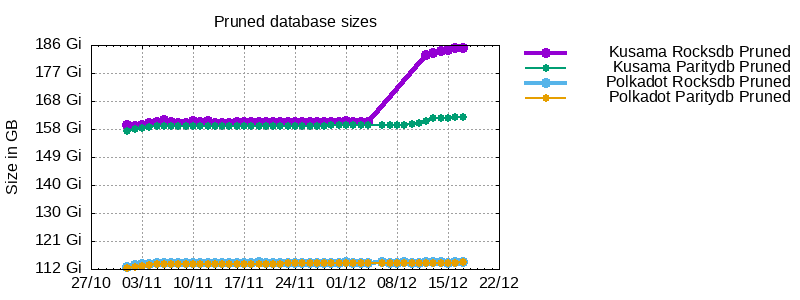 Pruned database sizes
186 Gi
177 Gi
168 Gi
158 Gi
149 Gi
140 Gi
130 Gi
121 Gi
112 Gi
Size in GB
27/10 03/11 10/11 17/11 24/11 01/12 08/12 15/12 22/12
Kusama Rocksdb Pruned
Kusama Paritydb Pruned
Polkadot Rocksdb Pruned
Polkadot Paritydb Pruned